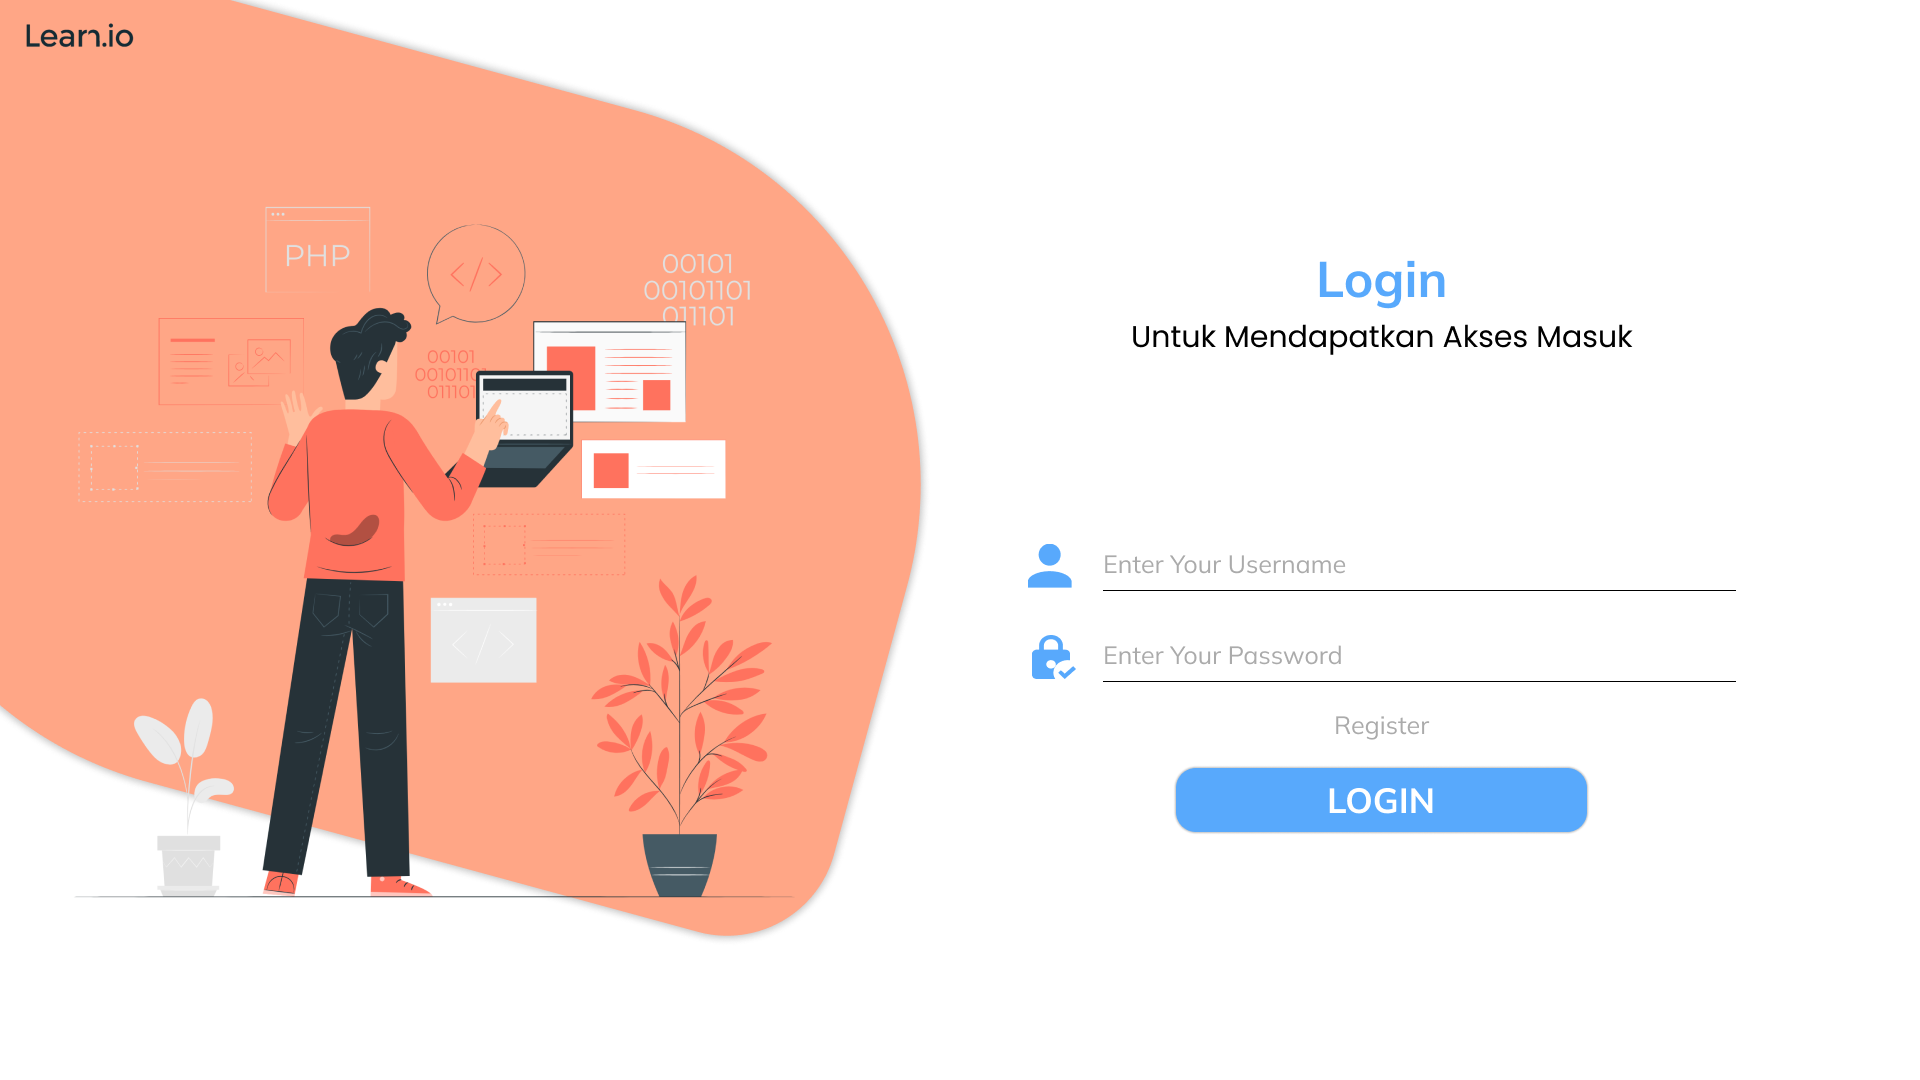 Learn.io
PHP
</>
00101
00101101
011101
00101
0010110
011101
</>
Login
Untuk Mendapatkan Akses Masuk
Enter Your Username
Enter Your Password
Register
LOGIN